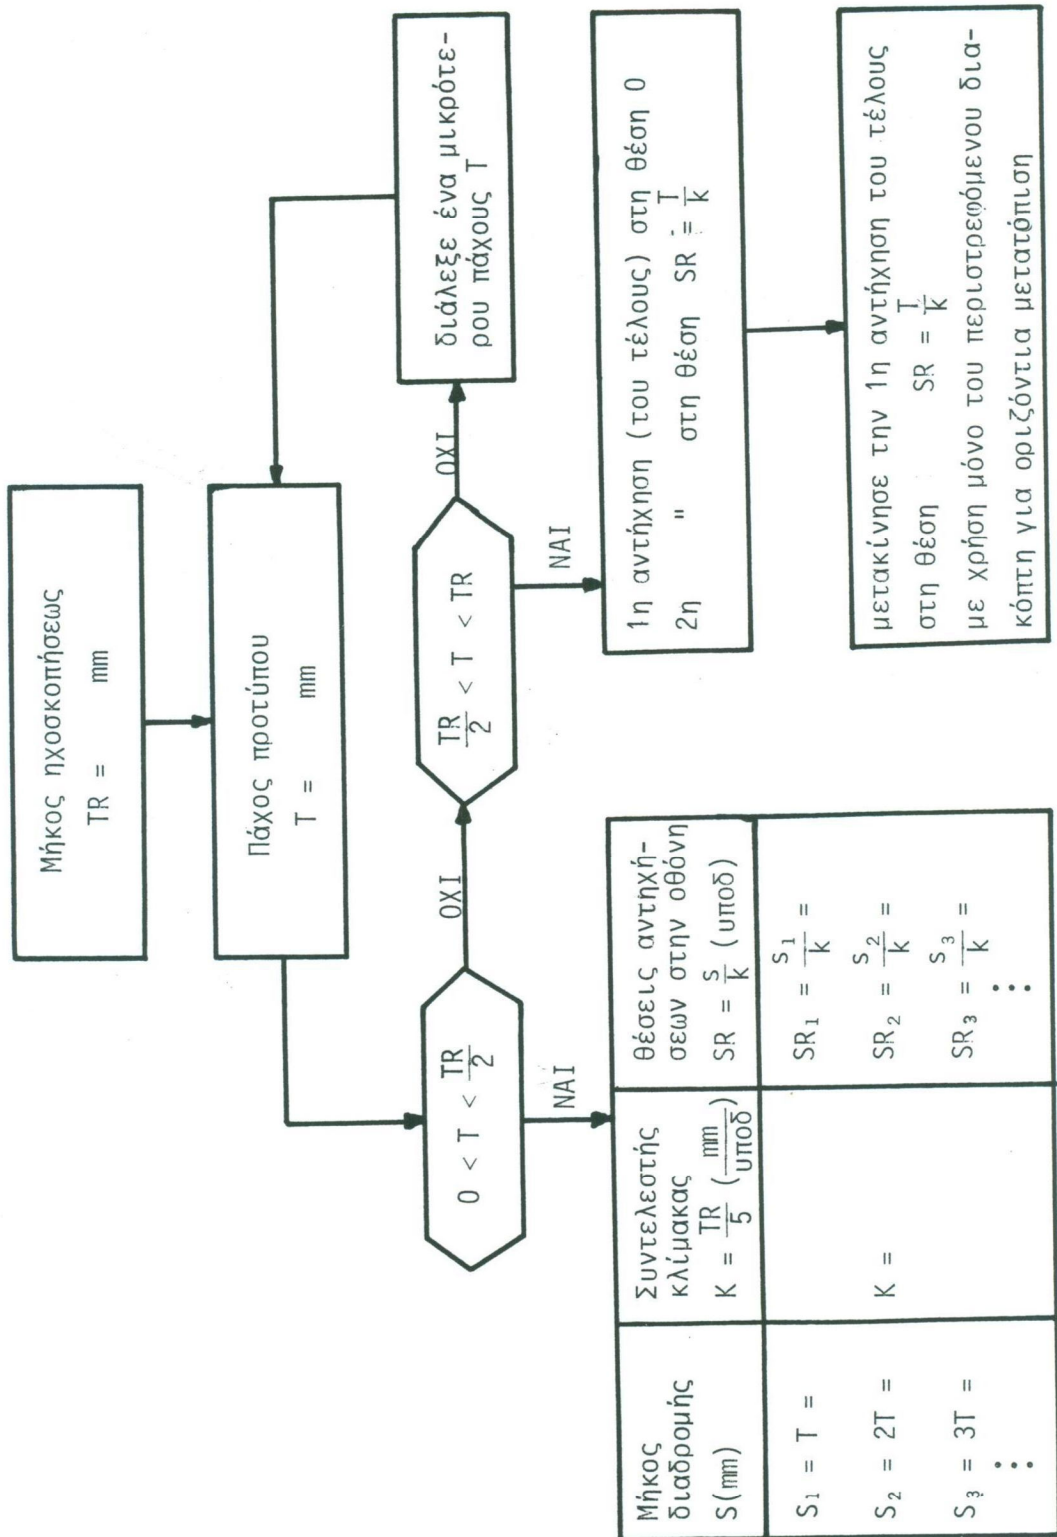 Μήκος ηχοσκοπήσεως
TR = mm
Πάχος προτύπου
T = mm
0 < T < TR/2
ΟΧΙ
TR/2 < T < TR
ΟΧΙ
διάλεξε ένα μικρότε-
ρου πάχους T
ΝΑΙ
ΝΑΙ
Μήκος
διαδρομής
S(mm)
Συντελεστής
κλίμακας
K = TR/5 (mm/υποδ)
θέσεις αντηχή-
σεων στην οθόνη
SR = S/k (υποδ)
S₁ = T =
S₂ = 2T =
S₃ = 3T =
⋮
K =
SR₁ = S₁/k =
SR₂ = S₂/k =
SR₃ = S₃/k =
⋮
1η αντήχηση (του τέλους) στη θέση 0
2η " στη θέση SR = T/k
μετακίνησε την 1η αντήχηση του τέλους
στη θέση SR = T/k
με χρήση μόνο του περιστρεφόμενου δια-
κόπτη για οριζόντια μετατόπιση